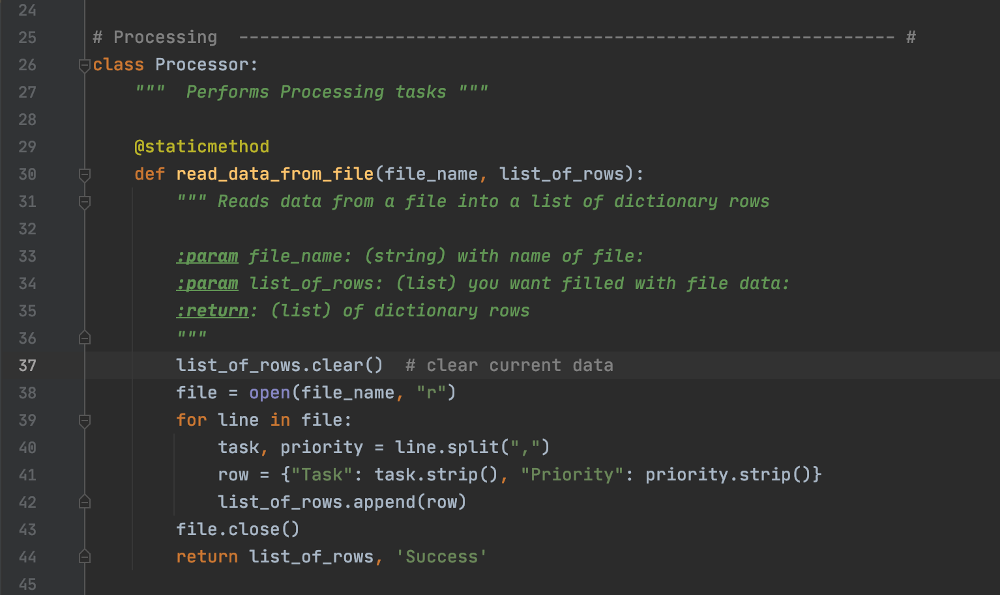 24
25 # Processing  --------------------------------------------------------------- #
26 class Processor:
27     """  Performs Processing tasks """
28
29     @staticmethod
30     def read_data_from_file(file_name, list_of_rows):
31         """ Reads data from a file into a list of dictionary rows
32
33         :param file_name: (string) with name of file:
34         :param list_of_rows: (list) you want filled with file data:
35         :return: (list) of dictionary rows
36         """
37         list_of_rows.clear()  # clear current data
38         file = open(file_name, "r")
39         for line in file:
40             task, priority = line.split(",")
41             row = {"Task": task.strip(), "Priority": priority.strip()}
42             list_of_rows.append(row)
43         file.close()
44         return list_of_rows, 'Success'
45